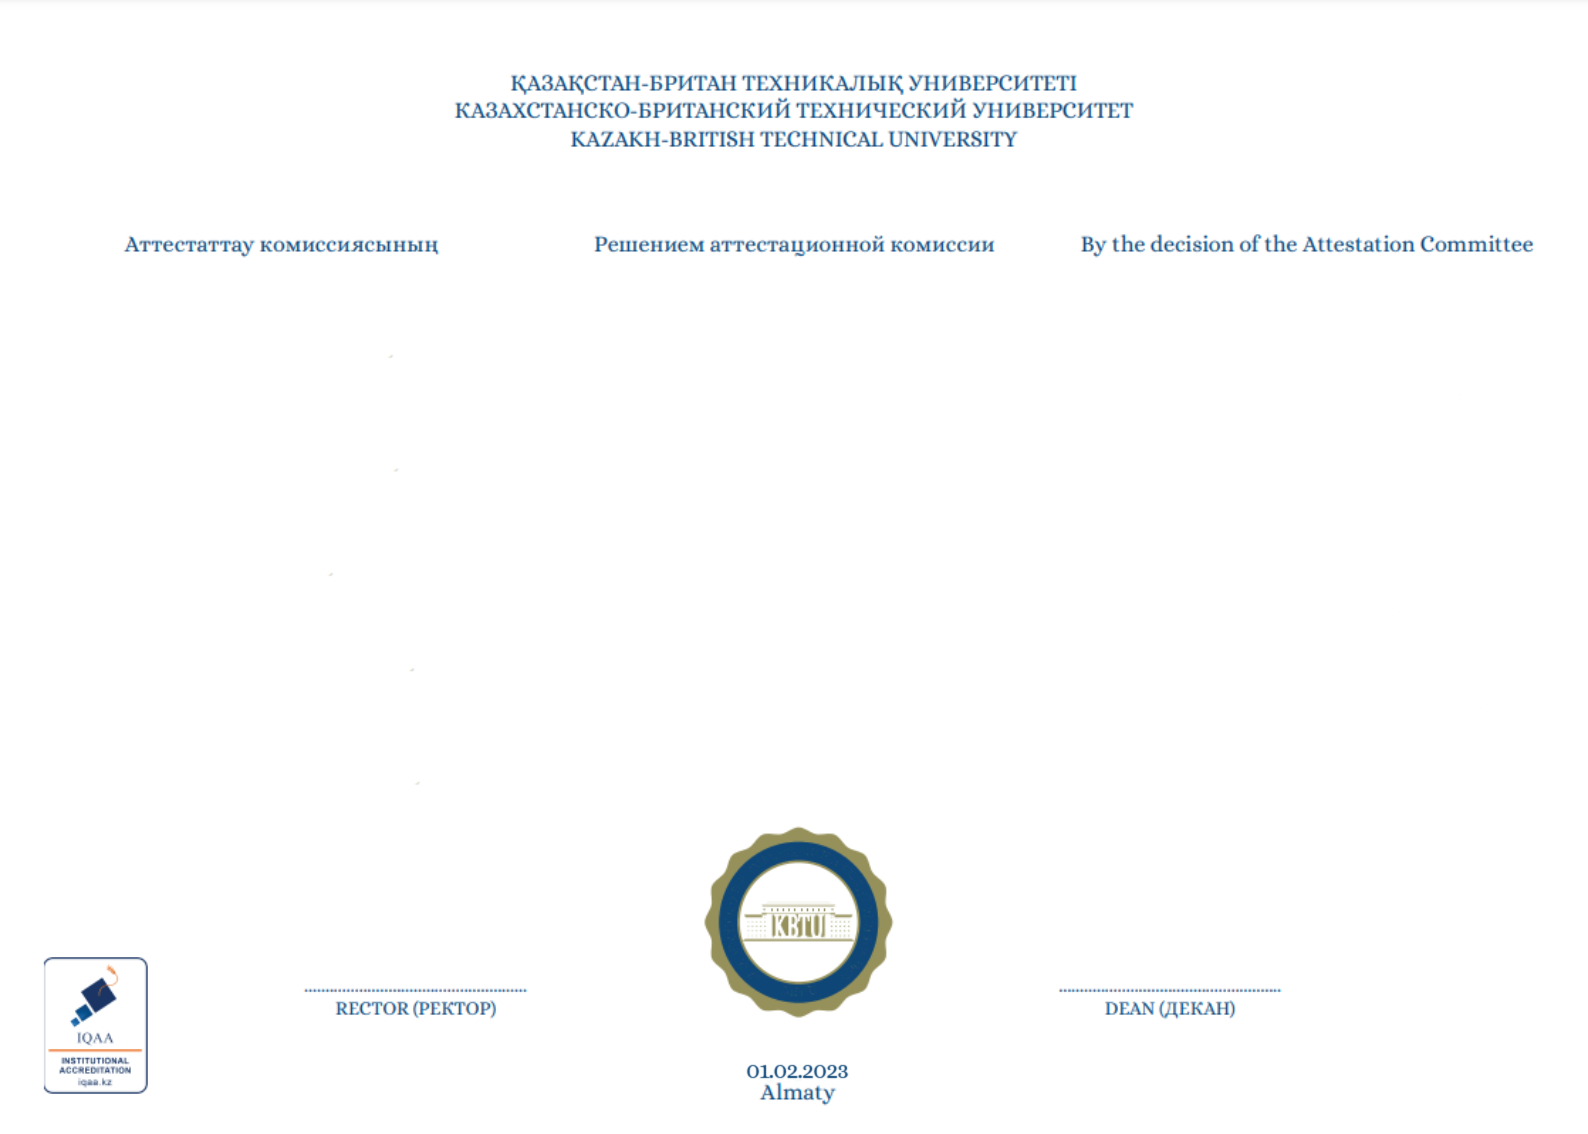 ҚАЗАҚСТАН-БРИТАН ТЕХНИКАЛЫҚ УНИВЕРСИТЕТІ
КАЗАХСТАНСКО-БРИТАНСКИЙ ТЕХНИЧЕСКИЙ УНИВЕРСИТЕТ
KAZAKH-BRITISH TECHNICAL UNIVERSITY
Аттестаттау комиссиясының
Решением аттестационной комиссии
By the decision of the Attestation Committee
KBTU
RECTOR (РЕКТОР)
DEAN (ДЕКАН)
IQAA
INSTITUTIONAL
ACCREDITATION
iqaa.kz
01.02.2023
Almaty